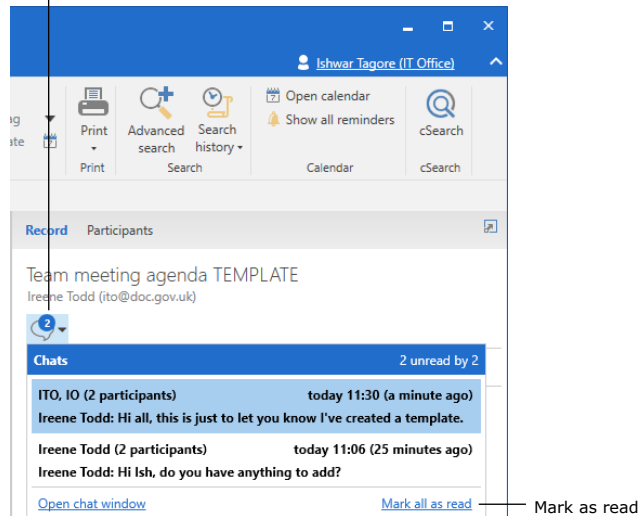 Ishwar Tagore (IT Office)
ag
ate
7
Print
Advanced search
Search history
7
Open calendar
Show all reminders
cSearch
Print
Search
Calendar
cSearch
Record Participants
Team meeting agenda TEMPLATE
Ireene Todd (ito@doc.gov.uk)
2
Chats 2 unread by 2
ITO, IO (2 participants) today 11:30 (a minute ago)
Ireene Todd: Hi all, this is just to let you know I've created a template.
Ireene Todd (2 participants) today 11:06 (25 minutes ago)
Ireene Todd: Hi Ish, do you have anything to add?
Open chat window Mark all as read
Mark as read